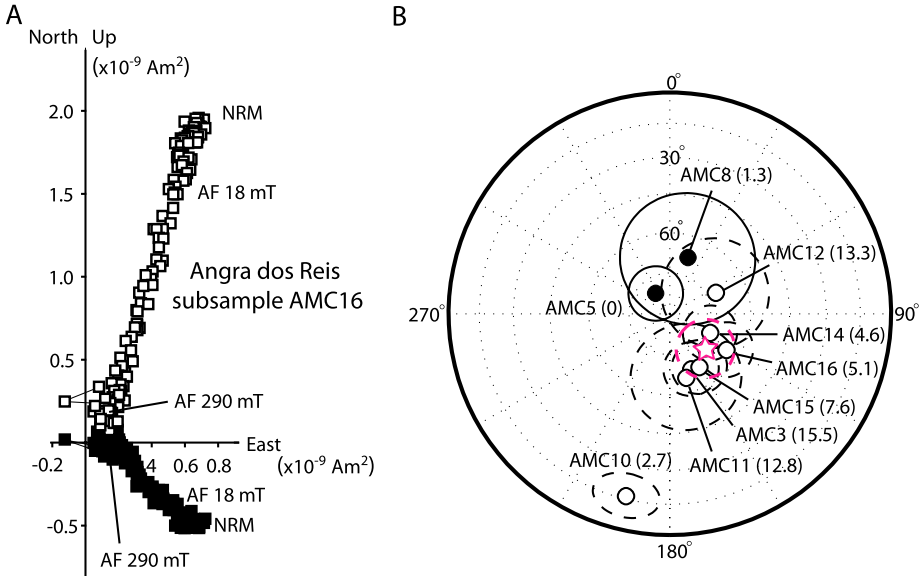 A
North Up
(x10⁻⁹ Am²)
2.0
NRM
1.5
AF 18 mT
Angra dos Reis
subsample AMC16
1.0
0.5
AF 290 mT
East
-0.2
4 0.6 0.8
(x10⁻⁹ Am²)
AF 18 mT
NRM
-0.5
AF 290 mT
B
0°
30°
AMC8 (1.3)
60°
AMC12 (13.3)
AMC5 (0)
270°
90°
AMC14 (4.6)
AMC16 (5.1)
AMC15 (7.6)
AMC3 (15.5)
AMC11 (12.8)
AMC10 (2.7)
180°